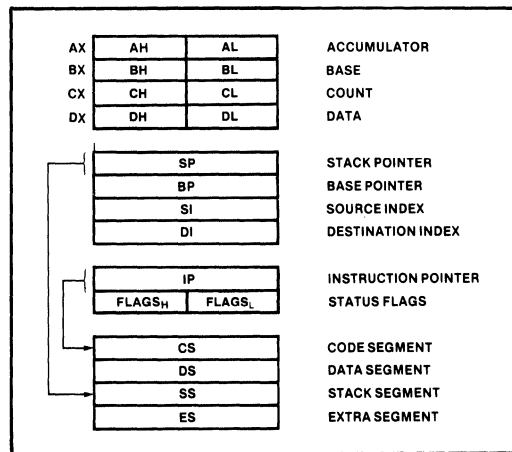 AX AH AL ACCUMULATOR
BX BH BL BASE
CX CH CL COUNT
DX DH DL DATA
SP STACK POINTER
BP BASE POINTER
SI SOURCE INDEX
DI DESTINATION INDEX
IP INSTRUCTION POINTER
FLAGSH FLAGSL STATUS FLAGS
CS CODE SEGMENT
DS DATA SEGMENT
SS STACK SEGMENT
ES EXTRA SEGMENT